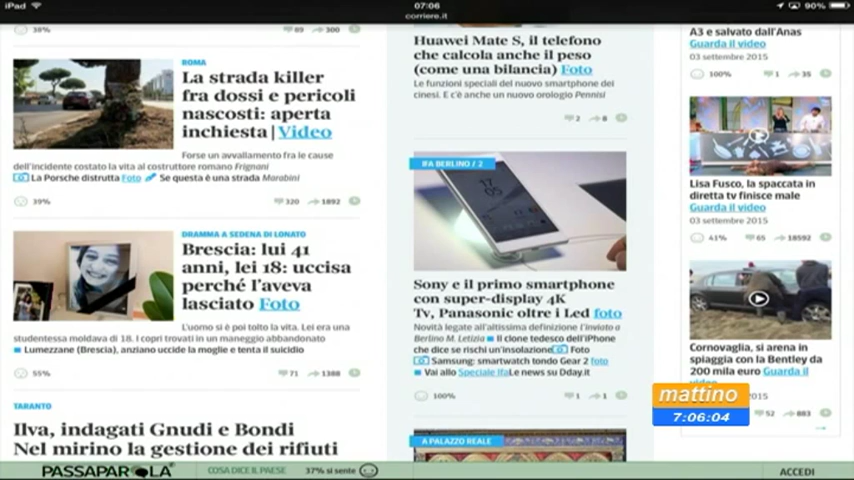 iPad
07:06
90%
corriere.it
38%
89
300
ROMA
La strada killer
fra dossi e pericoli
nascosti: aperta
inchiesta | Video
Forse un avvallamento fra le cause
dell'incidente costato la vita al costruttore romano Frignani
La Porsche distrutta Foto Se questa è una strada Marobini
39%
320
1892
DRAMMA A SEDENA DI LONATO
Brescia: lui 41
anni, lei 18: uccisa
perché l'aveva
lasciato Foto
L'uomo si è poi tolto la vita. Lei era una
studentessa moldava di 18. I copri trovati in un maneggio abbandonato
Lumezzane (Brescia), anziano uccide la moglie e tenta il suicidio
55%
71
1388
TARANTO
Ilva, indagati Gnudi e Bondi
Nel mirino la gestione dei rifiuti
Huawei Mate S, il telefono
che calcola anche il peso
(come una bilancia) Foto
Le funzioni speciali del nuovo smartphone dei
cinesi. E c'è anche un nuovo orologio Pennisi
2
8
IFA BERLINO / 2
Sony e il primo smartphone
con super-display 4K
Tv, Panasonic oltre i Led foto
Novità legate all'altissima definizione l'inviato a
Berlino M. Letizia Il clone tedesco dell'iPhone
che dice se rischi un'insolazione Foto
Samsung: smartwatch tondo Gear 2 foto
Vai allo Speciale IfaLe news su Dday.it
100%
1
1
A PALAZZO REALE
A3 e salvato dall'Anas
Guarda il video
03 settembre 2015
100%
1
35
Lisa Fusco, la spaccata in
diretta tv finisce male
Guarda il video
03 settembre 2015
41%
65
18592
Cornovaglia, si arena in
spiaggia con la Bentley da
200 mila euro Guarda il
video
2015
52
883
mattino
7:06:04
PASSAPAROLA
COSA DICE IL PAESE
37% si sente
ACCEDI